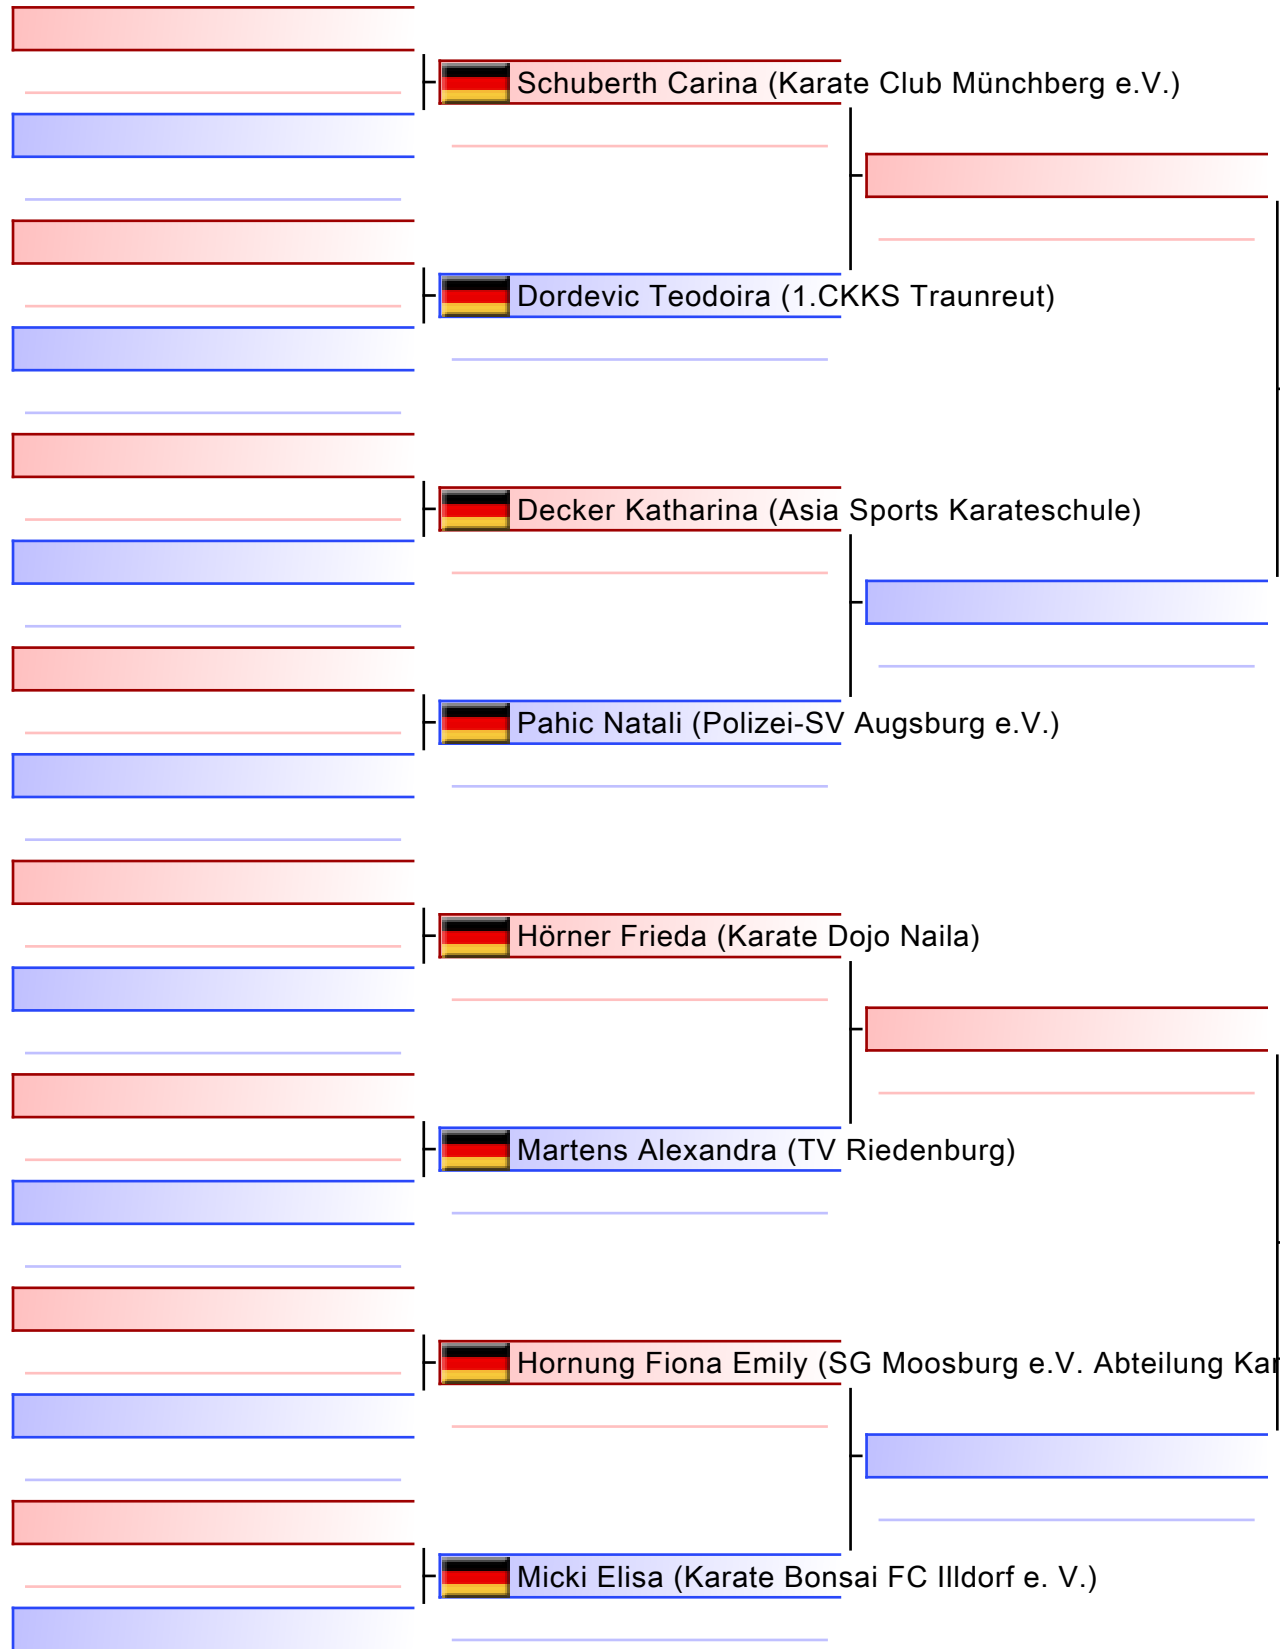 Schuberth Carina (Karate Club Münchberg e.V.)
Dordevic Teodoira (1.CKKS Traunreut)
Decker Katharina (Asia Sports Karateschule)
Pahic Natali (Polizei-SV Augsburg e.V.)
Hörner Frieda (Karate Dojo Naila)
Martens Alexandra (TV Riedenburg)
Hornung Fiona Emily (SG Moosburg e.V. Abteilung
Micki Elisa (Karate Bonsai FC Illdorf e. V.)